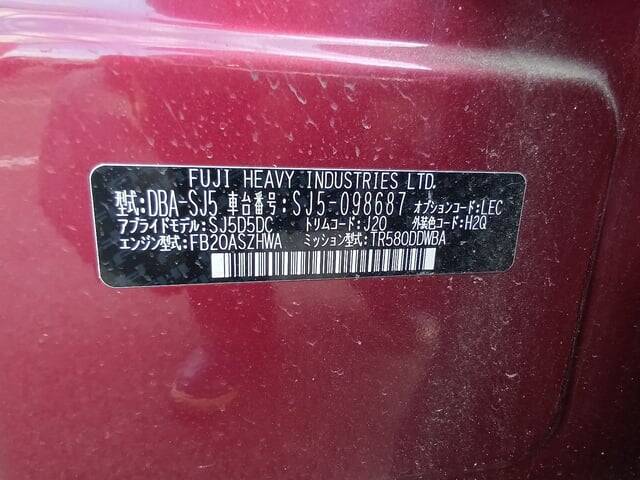 FUJI HEAVY INDUSTRIES LTD.
型式:DBA-SJ5 車台番号:SJ5-098687 オプションコード:LEC
アプライドモデル:SJ5D5DC トリムコード:J20 外装色コード:H2Q
エンジン型式:FB20ASZHWA ミッション型式:TR580DDWBA